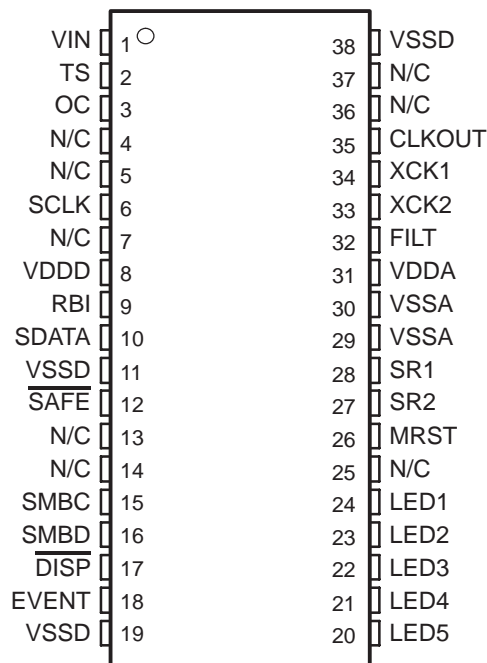 VIN 1 38 VSSD
TS 2 37 N/C
OC 3 36 N/C
N/C 4 35 CLKOUT
N/C 5 34 XCK1
SCLK 6 33 XCK2
N/C 7 32 FILT
VDDD 8 31 VDDA
RBI 9 30 VSSA
SDATA 10 29 VSSA
VSSD 11 28 SR1
SAFE 12 27 SR2
N/C 13 26 MRST
N/C 14 25 N/C
SMBC 15 24 LED1
SMBD 16 23 LED2
DISP 17 22 LED3
EVENT 18 21 LED4
VSSD 19 20 LED5